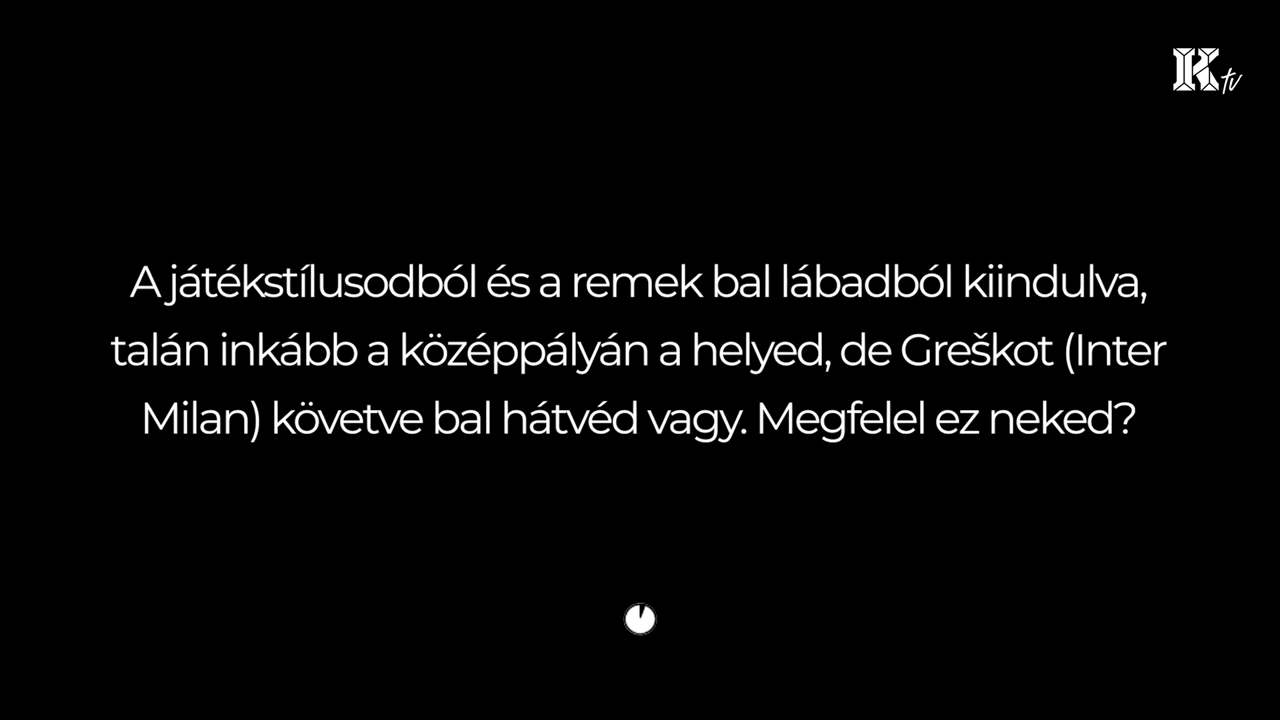 K tv
A játékstílusodból és a remek bal lábadból kiindulva,
talán inkább a középpályán a helyed, de Greškot (Inter
Milan) követve bal hátvéd vagy. Megfelel ez neked?